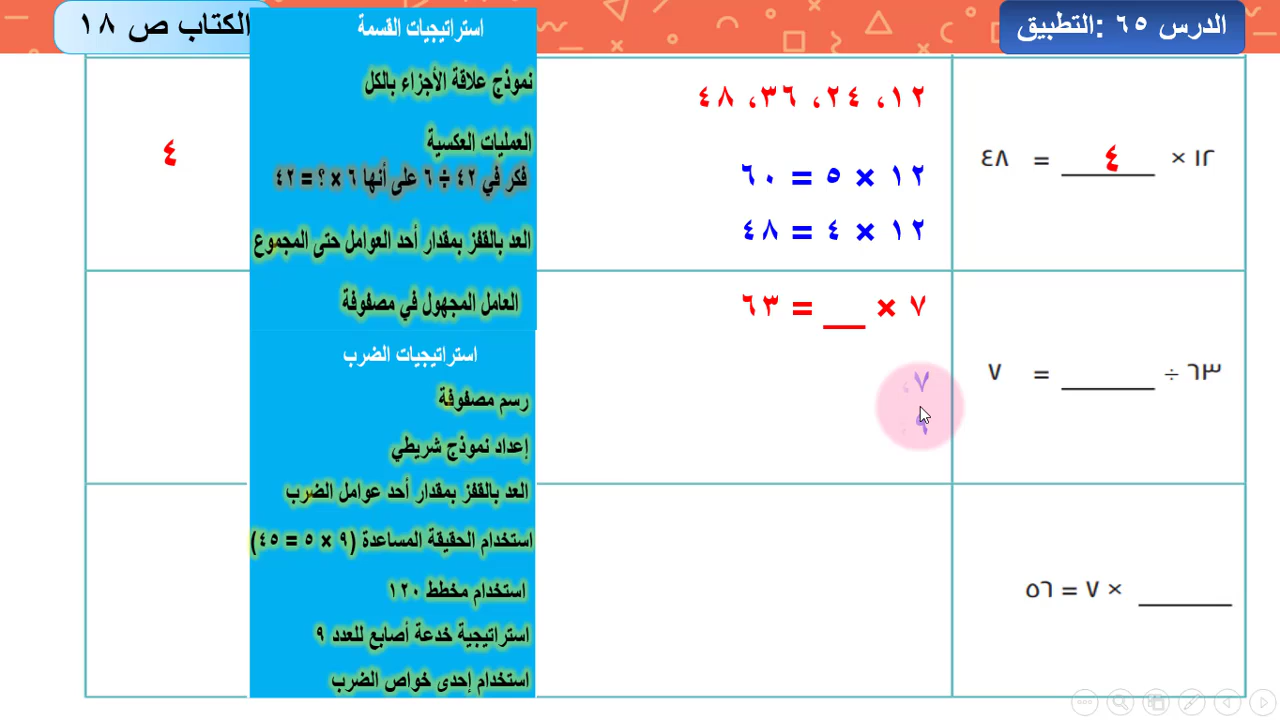 الدرس ٦٥ :التطبيق
الكتاب ص ١٨
١٢ × ٤ = ٤٨
١٢، ٢٤، ٣٦، ٤٨
١٢ × ٥ = ٦٠
١٢ × ٤ = ٤٨
٤
٦٣ ÷ ____ = ٧
٧ × __ = ٦٣
٧،
____ × ٧ = ٥٦
استراتيجيات القسمة
نموذج علاقة الأجزاء بالكل
العمليات العكسية
فكر في ٤٢ ÷ ٦ على أنها ٦ × ؟ = ٤٢
العد بالقفز بمقدار أحد العوامل حتى المجموع
العامل المجهول في مصفوفة
استراتيجيات الضرب
رسم مصفوفة
إعداد نموذج شريطي
العد بالقفز بمقدار أحد عوامل الضرب
استخدام الحقيقة المساعدة (٩ × ٥ = ٤٥)
استخدام مخطط ١٢٠
استراتيجية خدعة أصابع للعدد ٩
استخدام إحدى خواص الضرب